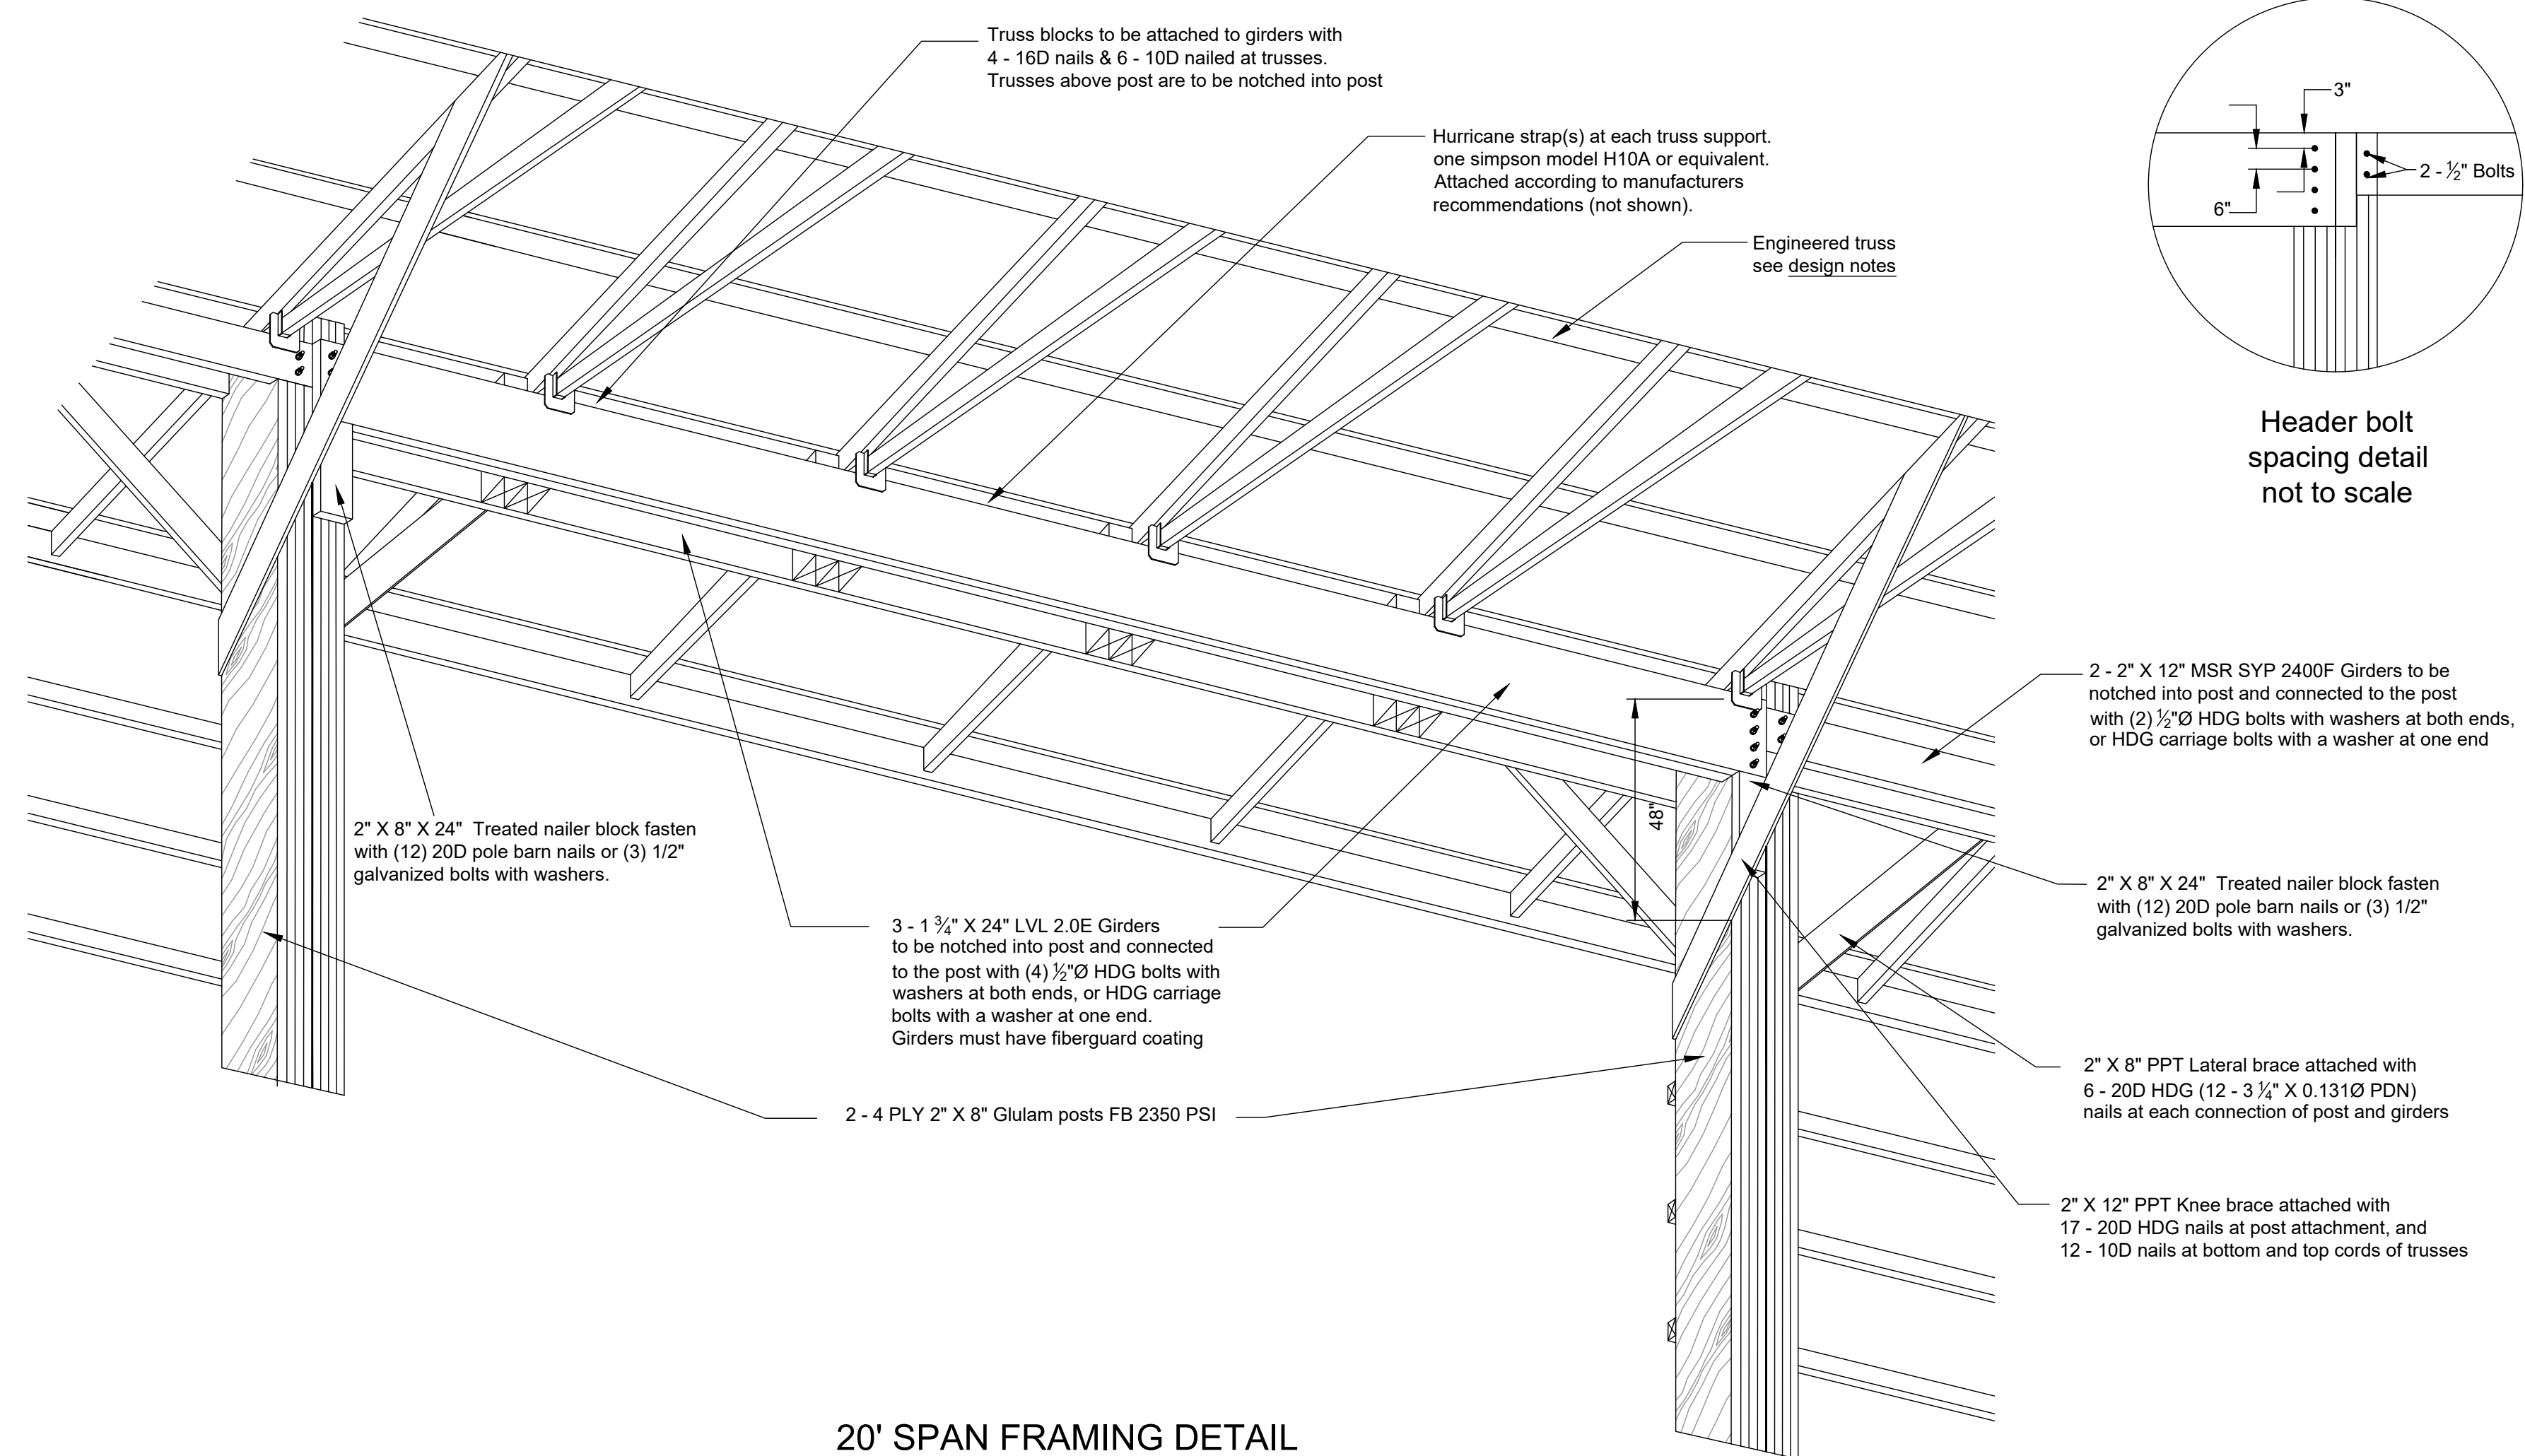 Truss blocks to be attached to girders with
4 - 16D nails & 6 - 10D nailed at trusses.
Trusses above post are to be notched into post
Hurricane strap(s) at each truss support.
one simpson model H10A or equivalent.
Attached according to manufacturers
recommendations (not shown).
Engineered truss
see design notes
3"
2 - ½" Bolts
6"
Header bolt
spacing detail
not to scale
2 - 2" X 12" MSR SYP 2400F Girders to be
notched into post and connected to the post
with (2) ½"Ø HDG bolts with washers at both ends,
or HDG carriage bolts with a washer at one end
48"
2" X 8" X 24" Treated nailer block fasten
with (12) 20D pole barn nails or (3) 1/2"
galvanized bolts with washers.
2" X 8" X 24" Treated nailer block fasten
with (12) 20D pole barn nails or (3) 1/2"
galvanized bolts with washers.
3 - 1 ¾" X 24" LVL 2.0E Girders
to be notched into post and connected
to the post with (4) ½"Ø HDG bolts with
washers at both ends, or HDG carriage
bolts with a washer at one end.
Girders must have fiberguard coating
2" X 8" PPT Lateral brace attached with
6 - 20D HDG (12 - 3 ¼" X 0.131Ø PDN)
nails at each connection of post and girders
2 - 4 PLY 2" X 8" Glulam posts FB 2350 PSI
2" X 12" PPT Knee brace attached with
17 - 20D HDG nails at post attachment, and
12 - 10D nails at bottom and top cords of trusses
20' SPAN FRAMING DETAIL